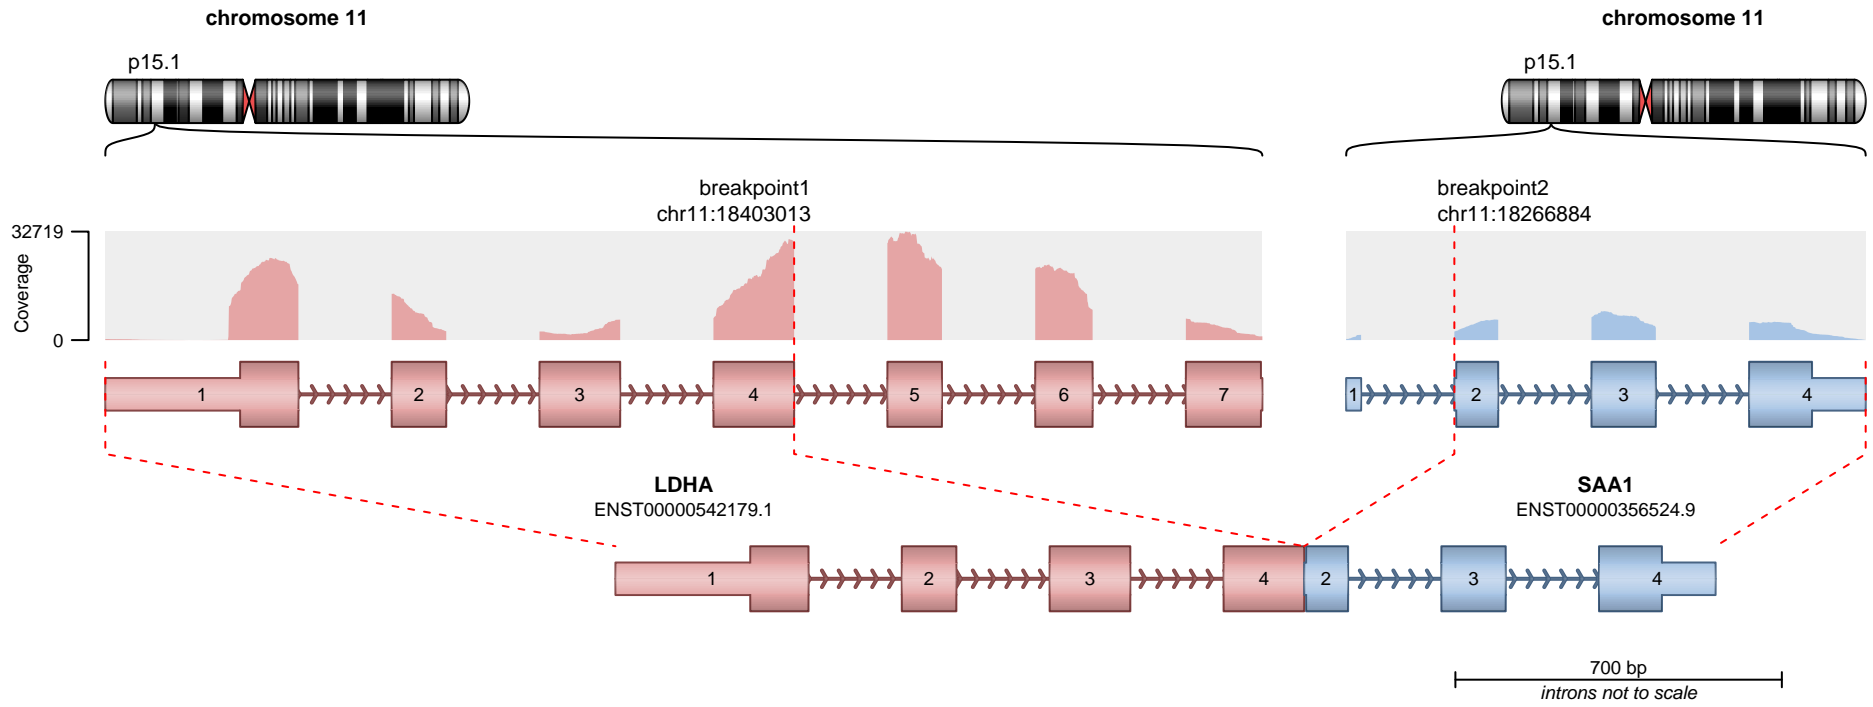 chromosome 11
chromosome 11
p15.1
p15.1
breakpoint1
chr11:18403013
breakpoint2
chr11:18266884
32719
Coverage
0
1 2 3 4 5 6 7
1 2 3 4
LDHA
ENST00000542179.1
SAA1
ENST00000356524.9
1 2 3 4 2 3 4
700 bp
introns not to scale